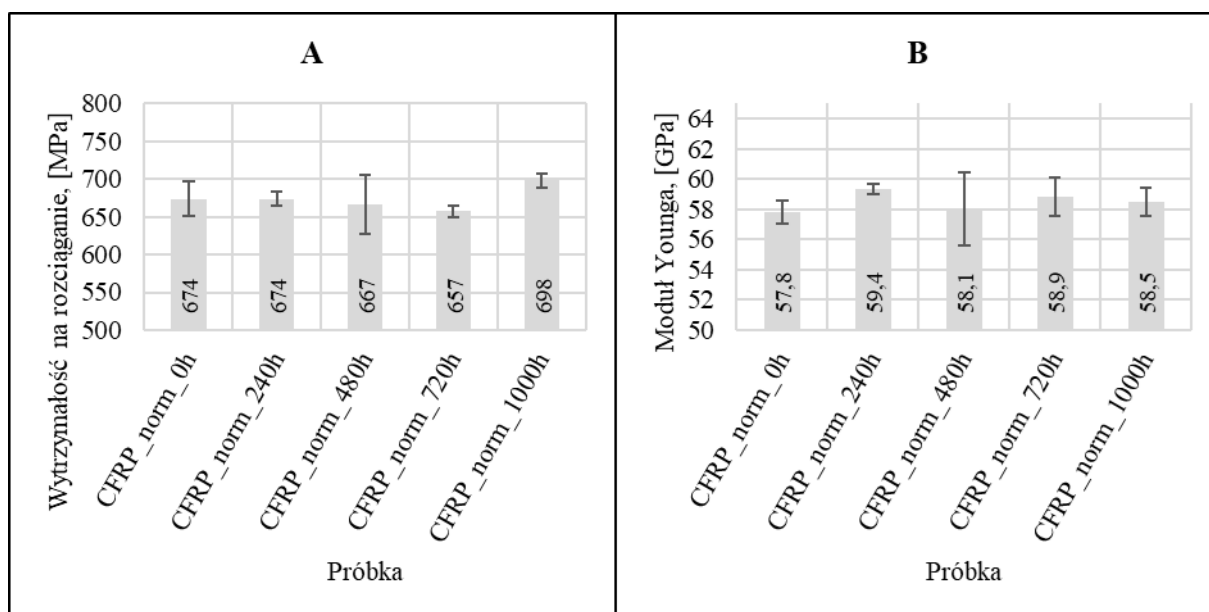 A
Wytrzymałość na rozciąganie, [MPa]
800
750
700
650
600
550
500
674
674
667
657
698
CFRP_norm_0h
CFRP_norm_240h
CFRP_norm_480h
CFRP_norm_720h
CFRP_norm_1000h
Próbka
B
Moduł Younga, [GPa]
64
62
60
58
56
54
52
50
57,8
59,4
58,1
58,9
58,5
CFRP_norm_0h
CFRP_norm_240h
CFRP_norm_480h
CFRP_norm_720h
CFRP_norm_1000h
Próbka